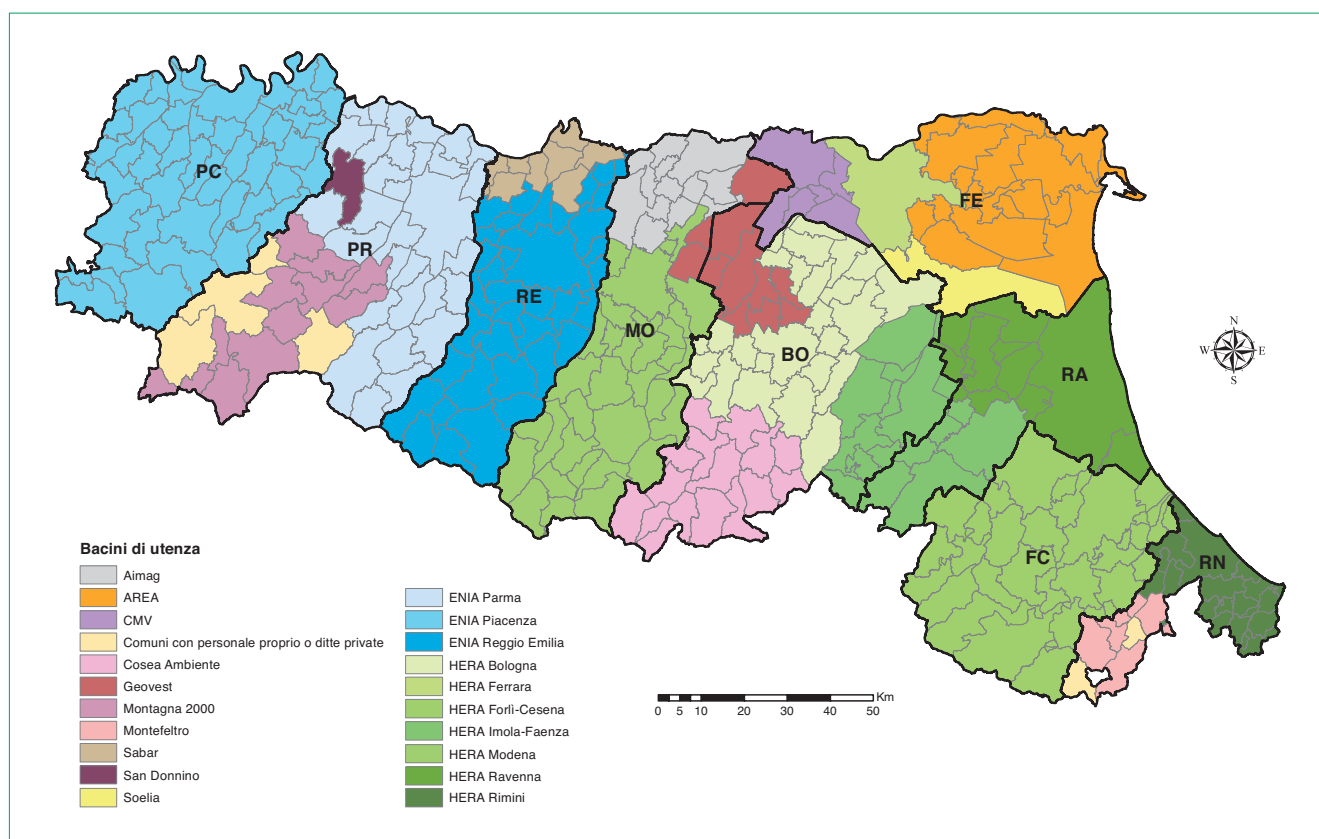 PC
PR
RE
MO
BO
FE
RA
FC
RN
N
W E
S
Bacini di utenza
Aimag
AREA
CMV
Comuni con personale proprio o ditte private
Cosea Ambiente
Geovest
Montagna 2000
Montefeltro
Sabar
San Donnino
Soelia
ENIA Parma
ENIA Piacenza
ENIA Reggio Emilia
HERA Bologna
HERA Ferrara
HERA Forlì-Cesena
HERA Imola-Faenza
HERA Modena
HERA Ravenna
HERA Rimini
Km
0 5 10 20 30 40 50